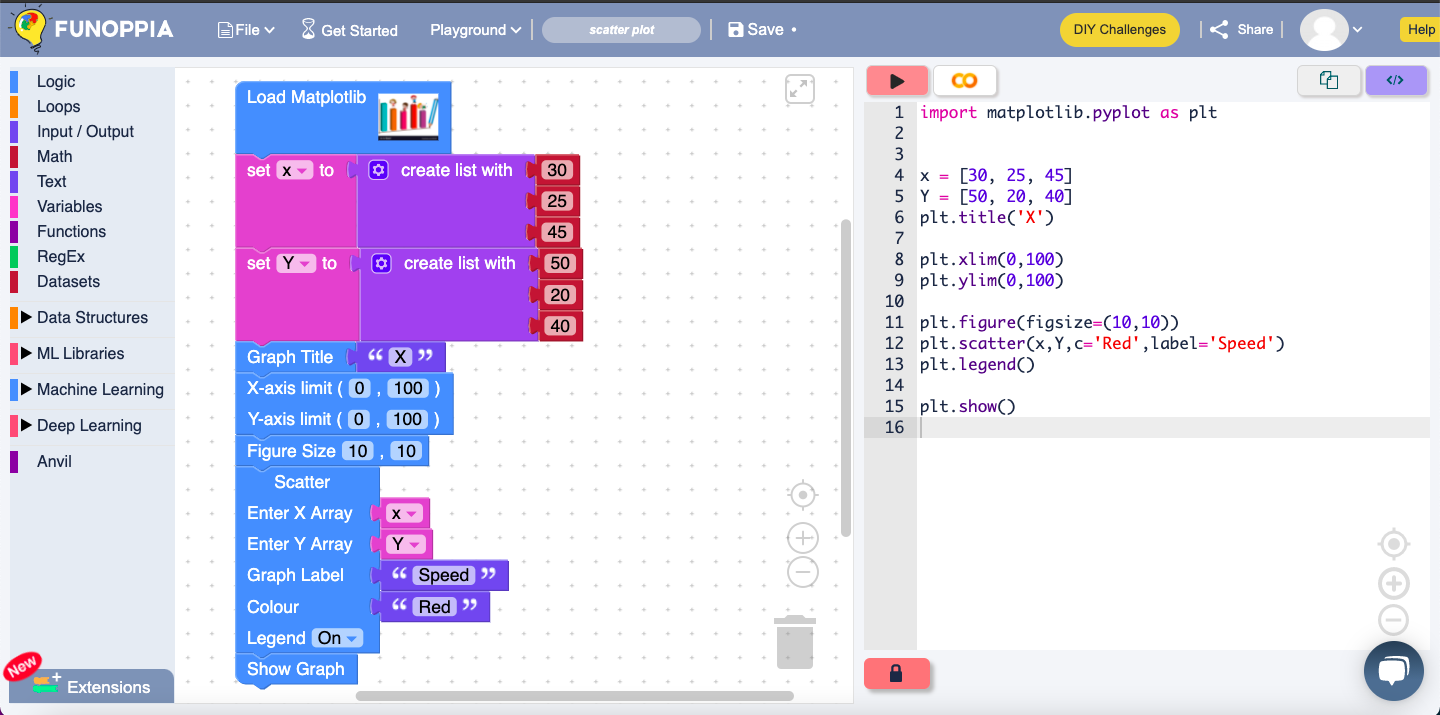 FUNOPPIA File Get Started Playground scatter plot Save • DIY Challenges Share Help
Logic
Loops
Input / Output
Math
Text
Variables
Functions
RegEx
Datasets
Data Structures
ML Libraries
Machine Learning
Deep Learning
Anvil
New
Extensions
Load Matplotlib
set x to create list with 30
25
45
set Y to create list with 50
20
40
Graph Title “ X ”
X-axis limit ( 0 , 100 )
Y-axis limit ( 0 , 100 )
Figure Size 10 , 10
Scatter
Enter X Array x
Enter Y Array Y
Graph Label “ Speed ”
Colour “ Red ”
Legend On
Show Graph
</>
1 import matplotlib.pyplot as plt
2
3
4 x = [30, 25, 45]
5 Y = [50, 20, 40]
6 plt.title('X')
7
8 plt.xlim(0,100)
9 plt.ylim(0,100)
10
11 plt.figure(figsize=(10,10))
12 plt.scatter(x,Y,c='Red',label='Speed')
13 plt.legend()
14
15 plt.show()
16